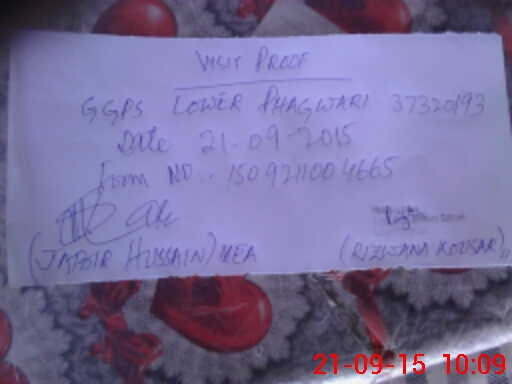 VISIT PROOF
GGPS LOWER PHAGWARI 37320193
Date 21-09-2015
Form NO.. 1509211004665
(JAFFIR HUSSAIN) MEA (RIZWANA KOUSAR)
21-09-15 10:09